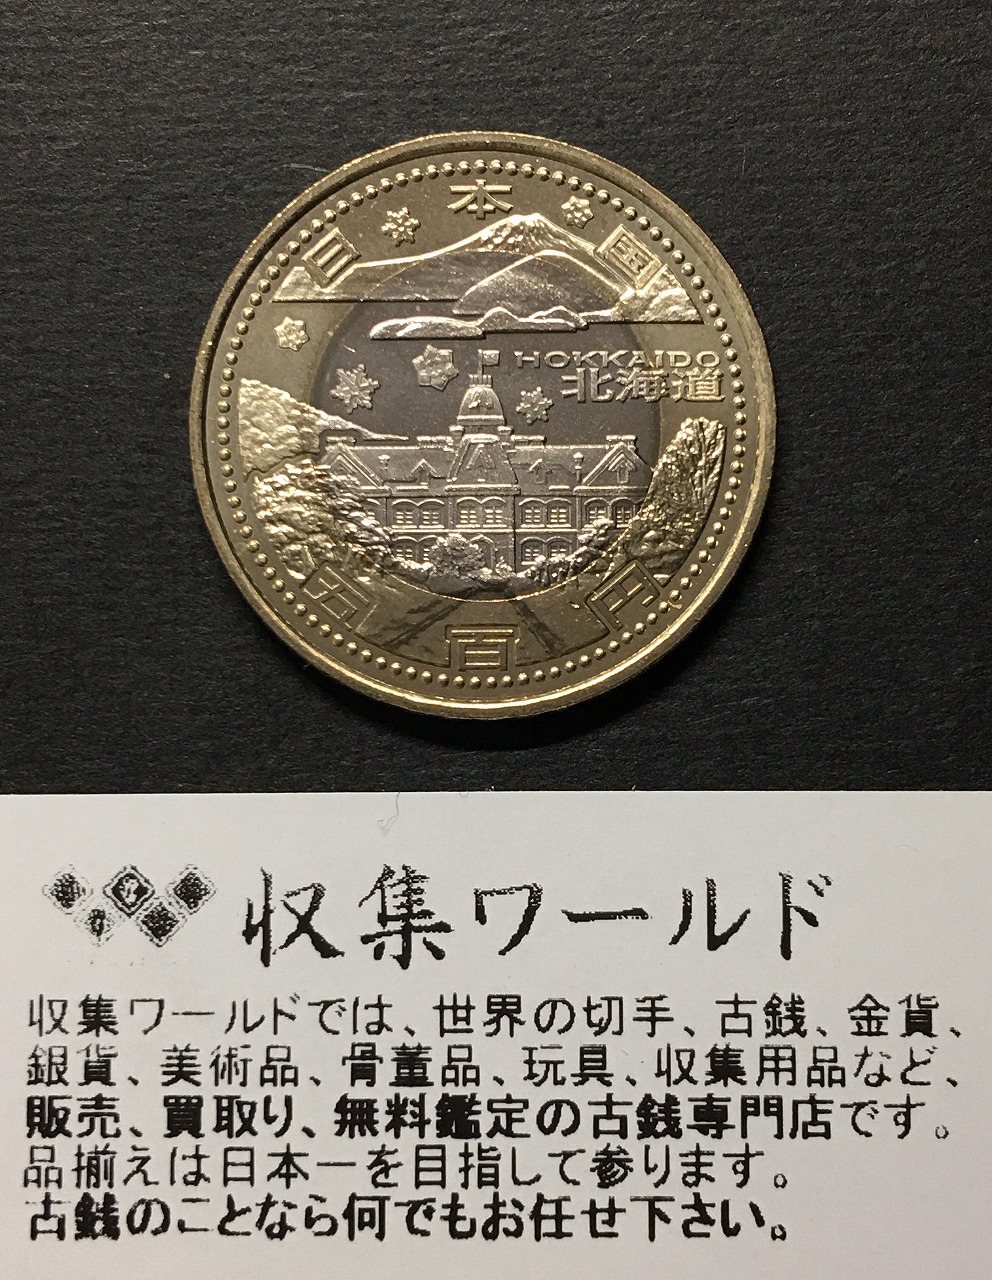 日本国
HOKKAIDO
北海道
五百円
収集ワールド
収集ワールドでは、世界の切手、古銭、金貨、
銀貨、美術品、骨董品、玩具、収集用品など、
販売、買取り、無料鑑定の古銭専門店です。
品揃えは日本一を目指して参ります。
古銭のことなら何でもお任せ下さい。